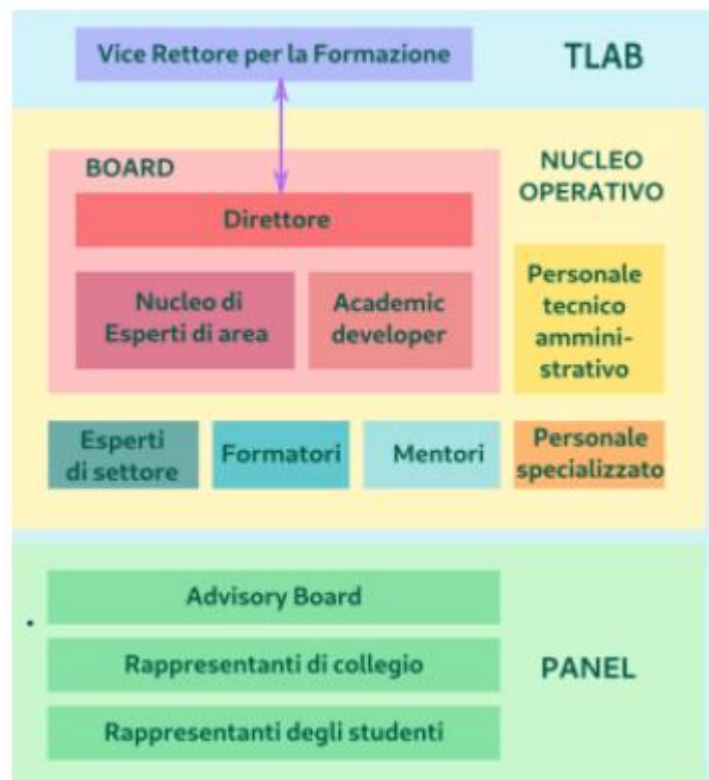 Vice Rettore per la Formazione
TLAB
BOARD
NUCLEO
OPERATIVO
Direttore
Nucleo di
Esperti di area
Academic
developer
Personale
tecnico
ammini-
strativo
Esperti
di settore
Formatori
Mentori
Personale
specializzato
Advisory Board
Rappresentanti di collegio
PANEL
Rappresentanti degli studenti